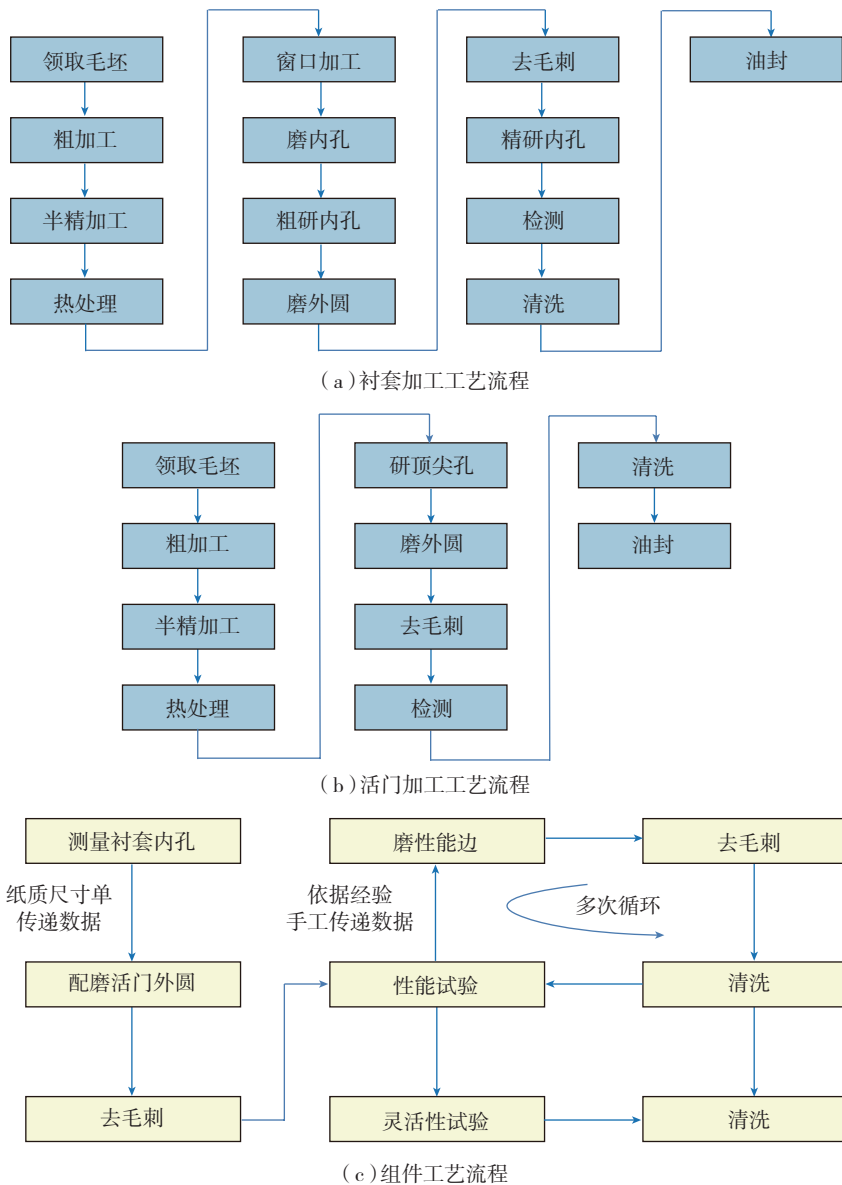 领取毛坯
粗加工
半精加工
热处理
窗口加工
磨内孔
粗研内孔
磨外圆
去毛刺
精研内孔
检测
清洗
油封
(a)衬套加工工艺流程
领取毛坯
粗加工
半精加工
热处理
研顶尖孔
磨外圆
去毛刺
检测
清洗
油封
(b)活门加工工艺流程
测量衬套内孔
纸质尺寸单
传递数据
配磨活门外圆
去毛刺
磨性能边
依据经验
手工传递数据
性能试验
灵活性试验
去毛刺
多次循环
清洗
清洗
(c)组件工艺流程